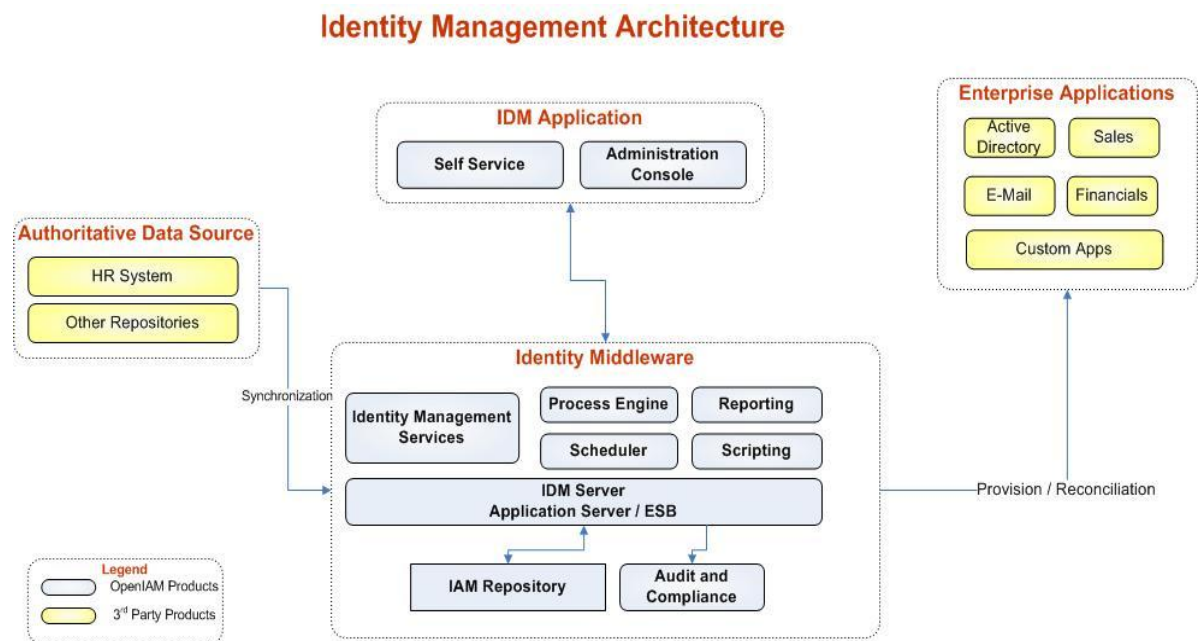 Identity Management Architecture
IDM Application
Self Service
Administration
Console
Enterprise Applications
Active
Directory
Sales
E-Mail
Financials
Custom Apps
Authoritative Data Source
HR System
Other Repositories
Synchronization
Identity Middleware
Identity Management
Services
Process Engine
Reporting
Scheduler
Scripting
IDM Server
Application Server / ESB
IAM Repository
Audit and
Compliance
Provision / Reconciliation
Legend
OpenIAM Products
3rd Party Products